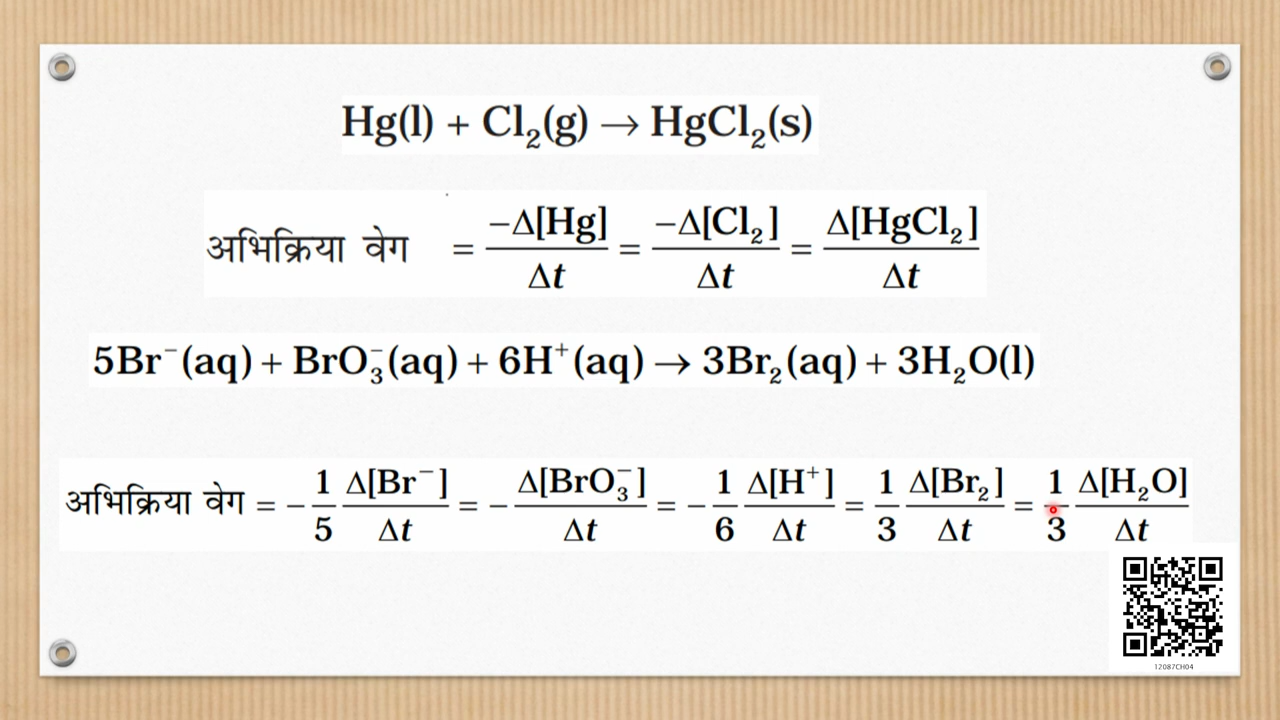 Hg(l) + Cl₂(g) → HgCl₂(s)
अभिक्रिया वेग = −Δ[Hg]/Δt = −Δ[Cl₂]/Δt = Δ[HgCl₂]/Δt
5Br⁻(aq) + BrO₃⁻(aq) + 6H⁺(aq) → 3Br₂(aq) + 3H₂O(l)
अभिक्रिया वेग = − 1/5 Δ[Br⁻]/Δt = − Δ[BrO₃⁻]/Δt = − 1/6 Δ[H⁺]/Δt = 1/3 Δ[Br₂]/Δt = 1/3 Δ[H₂O]/Δt
12087CH04